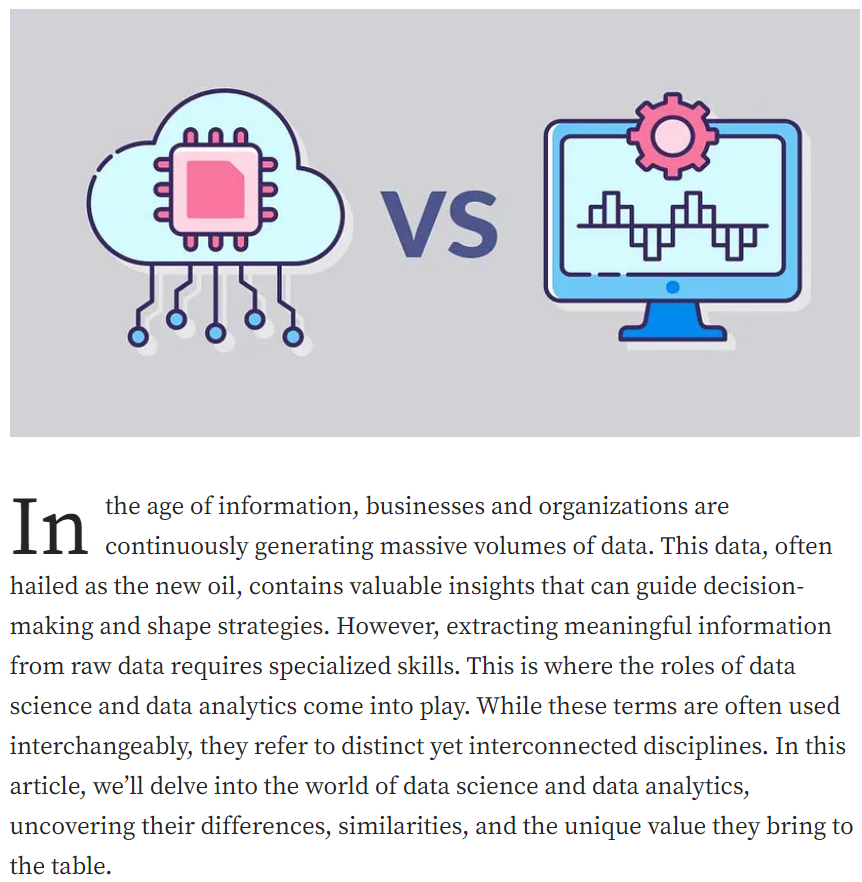 VS
In the age of information, businesses and organizations are
continuously generating massive volumes of data. This data, often
hailed as the new oil, contains valuable insights that can guide decision-
making and shape strategies. However, extracting meaningful information
from raw data requires specialized skills. This is where the roles of data
science and data analytics come into play. While these terms are often used
interchangeably, they refer to distinct yet interconnected disciplines. In this
article, we’ll delve into the world of data science and data analytics,
uncovering their differences, similarities, and the unique value they bring to
the table.